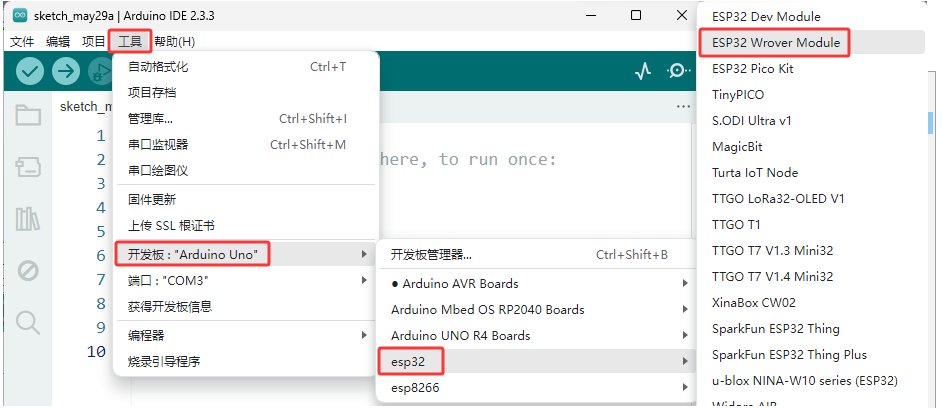 sketch_may29a | Arduino IDE 2.3.3
文件 编辑 项目 工具 帮助(H)
sketch_m
1
2 here, to run once:
3
4
5
6
7
8
9
10
自动格式化 Ctrl+T
项目存档
管理库... Ctrl+Shift+I
串口监视器 Ctrl+Shift+M
串口绘图仪
固件更新
上传 SSL 根证书
开发板 : "Arduino Uno"
端口 : "COM3"
获得开发板信息
编程器
烧录引导程序
开发板管理器... Ctrl+Shift+B
● Arduino AVR Boards
Arduino Mbed OS RP2040 Boards
Arduino UNO R4 Boards
esp32
esp8266
ESP32 Dev Module
ESP32 Wrover Module
ESP32 Pico Kit
TinyPICO
S.ODI Ultra v1
MagicBit
Turta IoT Node
TTGO LoRa32-OLED V1
TTGO T1
TTGO T7 V1.3 Mini32
TTGO T7 V1.4 Mini32
XinaBox CW02
SparkFun ESP32 Thing
SparkFun ESP32 Thing Plus
u-blox NINA-W10 series (ESP32)